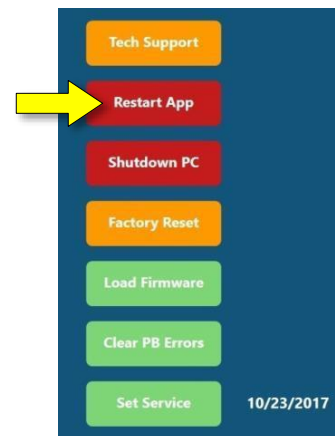 Tech Support
Restart App
Shutdown PC
Factory Reset
Load Firmware
Clear PB Errors
Set Service 10/23/2017